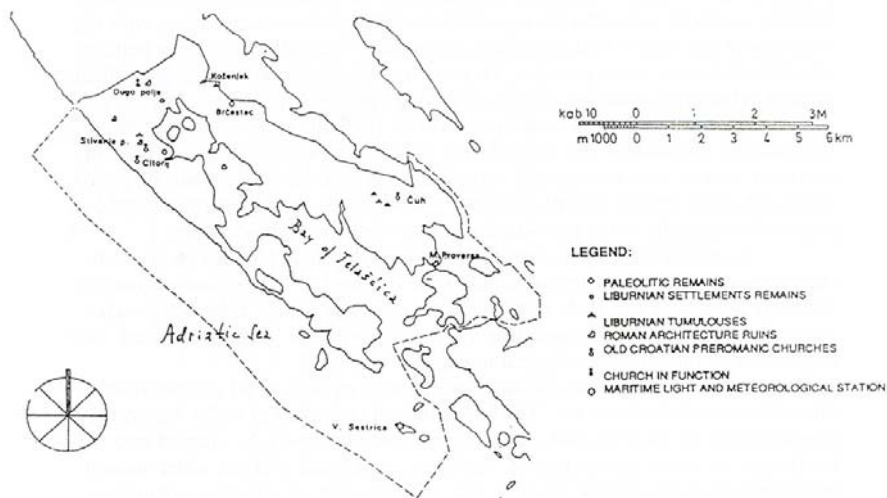 Koženjak
Dugo polje
Brčastac
Stivanje p.
Citorij
Čuh
M. Proversa
Bay of Telašćica
Adriatic Sea
V. Sestrica
kab 10 0 1 2 3M
m 1000 0 1 2 3 4 5 6 km
LEGEND:
PALEOLITIC REMAINS
LIBURNIAN SETTLEMENTS REMAINS
LIBURNIAN TUMULOUSES
ROMAN ARCHITECTURE RUINS
OLD CROATIAN PREROMANIC CHURCHES
CHURCH IN FUNCTION
MARITIME LIGHT AND METEOROLOGICAL STATION